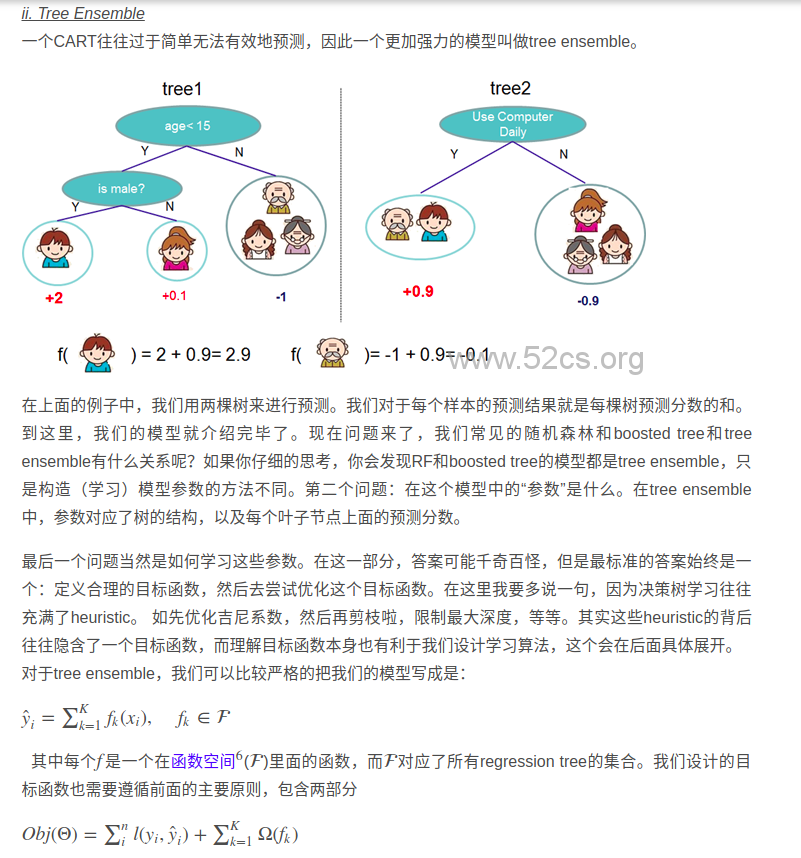 ii. Tree Ensemble
一个CART往往过于简单无法有效地预测，因此一个更加强力的模型叫做tree ensemble。
tree1
tree2
age< 15
Use Computer
Daily
Y
N
Y
N
is male?
Y
N
+2
+0.1
-1
+0.9
-0.9
f( ) = 2 + 0.9= 2.9
f( )= -1 + 0.9= -0.1
www.52cs.org
在上面的例子中，我们用两棵树来进行预测。我们对于每个样本的预测结果就是每棵树预测分数的和。
到这里，我们的模型就介绍完毕了。现在问题来了，我们常见的随机森林和boosted tree和tree
ensemble有什么关系呢？如果你仔细的思考，你会发现RF和boosted tree的模型都是tree ensemble，只
是构造（学习）模型参数的方法不同。第二个问题：在这个模型中的“参数”是什么。在tree ensemble
中，参数对应了树的结构，以及每个叶子节点上面的预测分数。
最后一个问题当然是如何学习这些参数。在这一部分，答案可能千奇百怪，但是最标准的答案始终是一
个：定义合理的目标函数，然后去尝试优化这个目标函数。在这里我要多说一句，因为决策树学习往往
充满了heuristic。 如先优化吉尼系数，然后再剪枝啦，限制最大深度，等等。其实这些heuristic的背后
往往隐含了一个目标函数，而理解目标函数本身也有利于我们设计学习算法，这个会在后面具体展开。
对于tree ensemble，我们可以比较严格的把我们的模型写成是：
ŷᵢ = ∑ᴷₖ₌₁ fₖ(xᵢ), fₖ ∈ ℱ
其中每个f是一个在函数空间⁶(ℱ)里面的函数，而ℱ对应了所有regression tree的集合。我们设计的目
标函数也需要遵循前面的主要原则，包含两部分
Obj(Θ) = ∑ⁿᵢ l(yᵢ, ŷᵢ) + ∑ᴷₖ₌₁ Ω(fₖ)